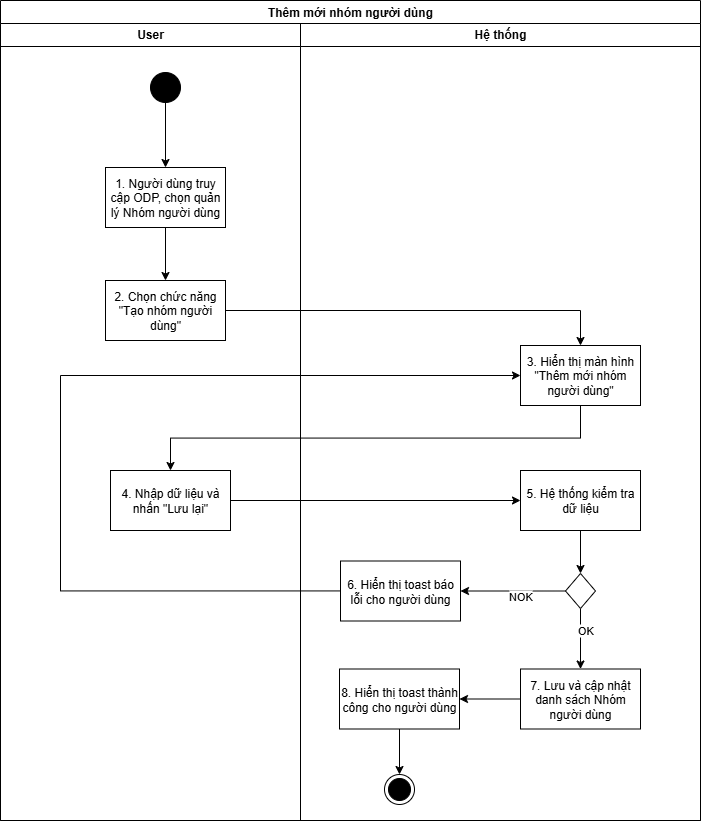 Thêm mới nhóm người dùng
User
Hệ thống
1. Người dùng truy
cập ODP, chọn quản
lý Nhóm người dùng
2. Chọn chức năng
"Tạo nhóm người
dùng"
3. Hiển thị màn hình
"Thêm mới nhóm
người dùng"
4. Nhập dữ liệu và
nhấn "Lưu lại"
5. Hệ thống kiểm tra
dữ liệu
6. Hiển thị toast báo
lỗi cho người dùng
NOK
OK
7. Lưu và cập nhật
danh sách Nhóm
người dùng
8. Hiển thị toast thành
công cho người dùng